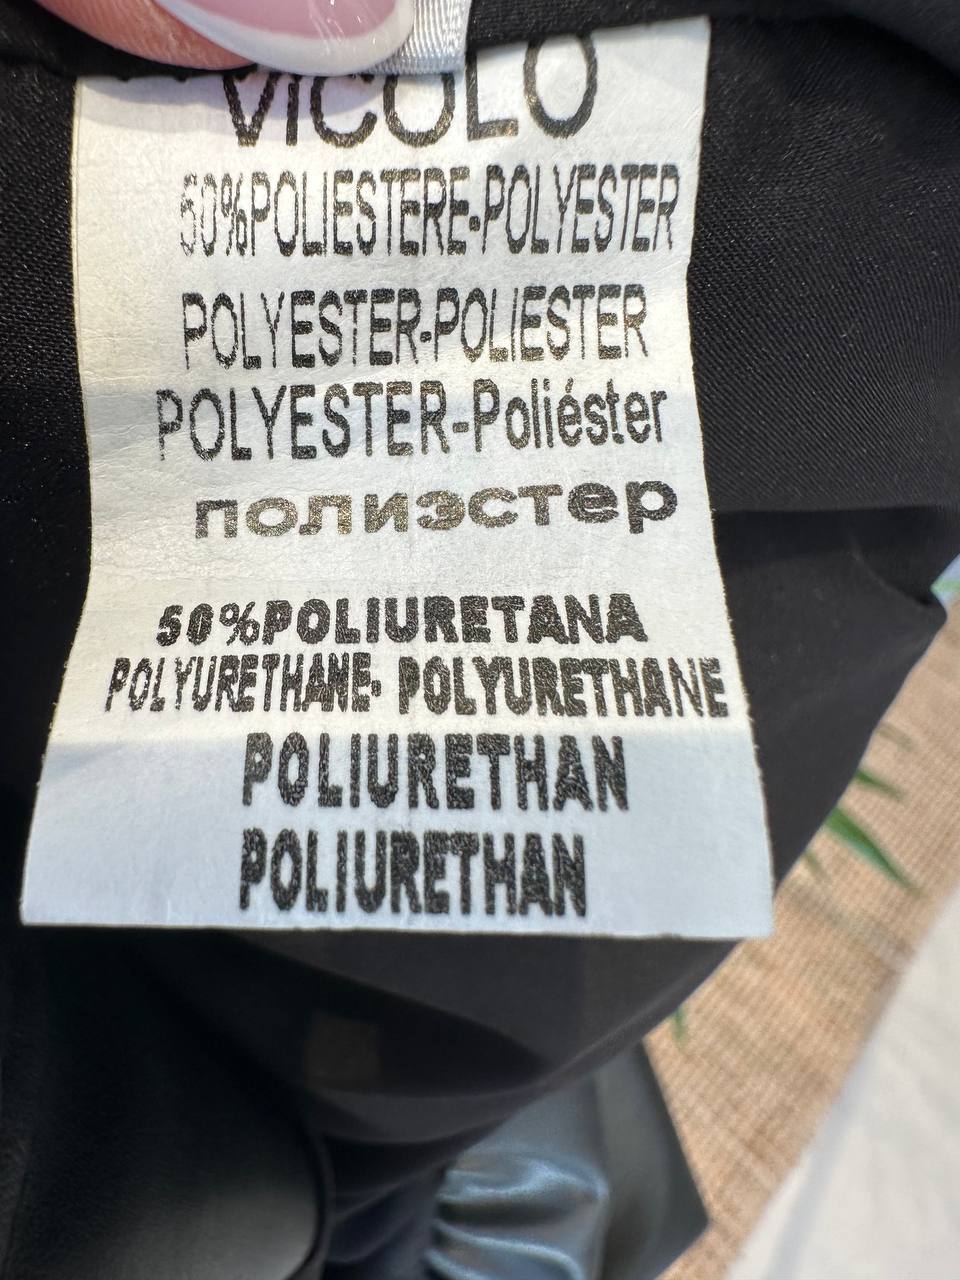 VICOLO
50%POLIESTERE-POLYESTER
POLYESTER-POLIESTER
POLYESTER-Poliéster
полиэстер
50%POLIURETANA
POLYURETHANE- POLYURETHANE
POLIURETHAN
POLIURETHAN